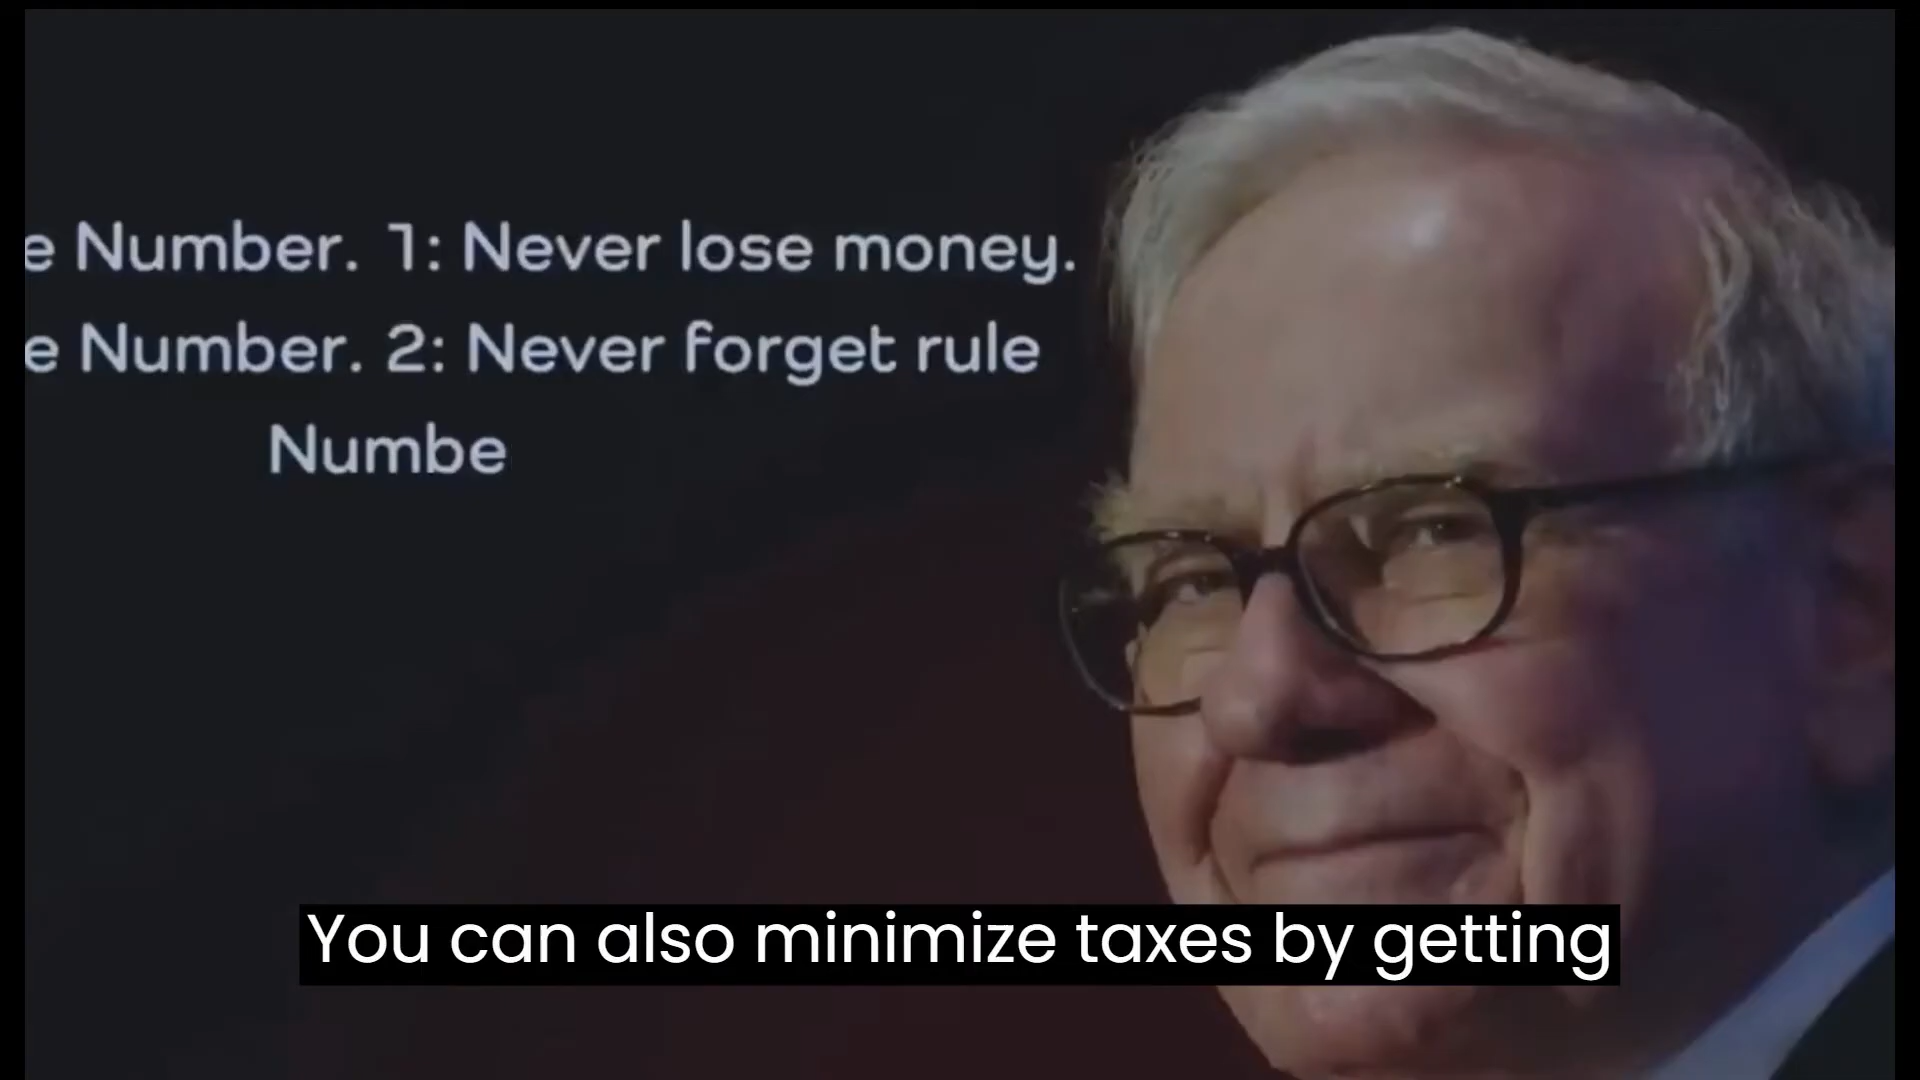 e Number. 1: Never lose money.
e Number. 2: Never forget rule
Numbe
You can also minimize taxes by getting